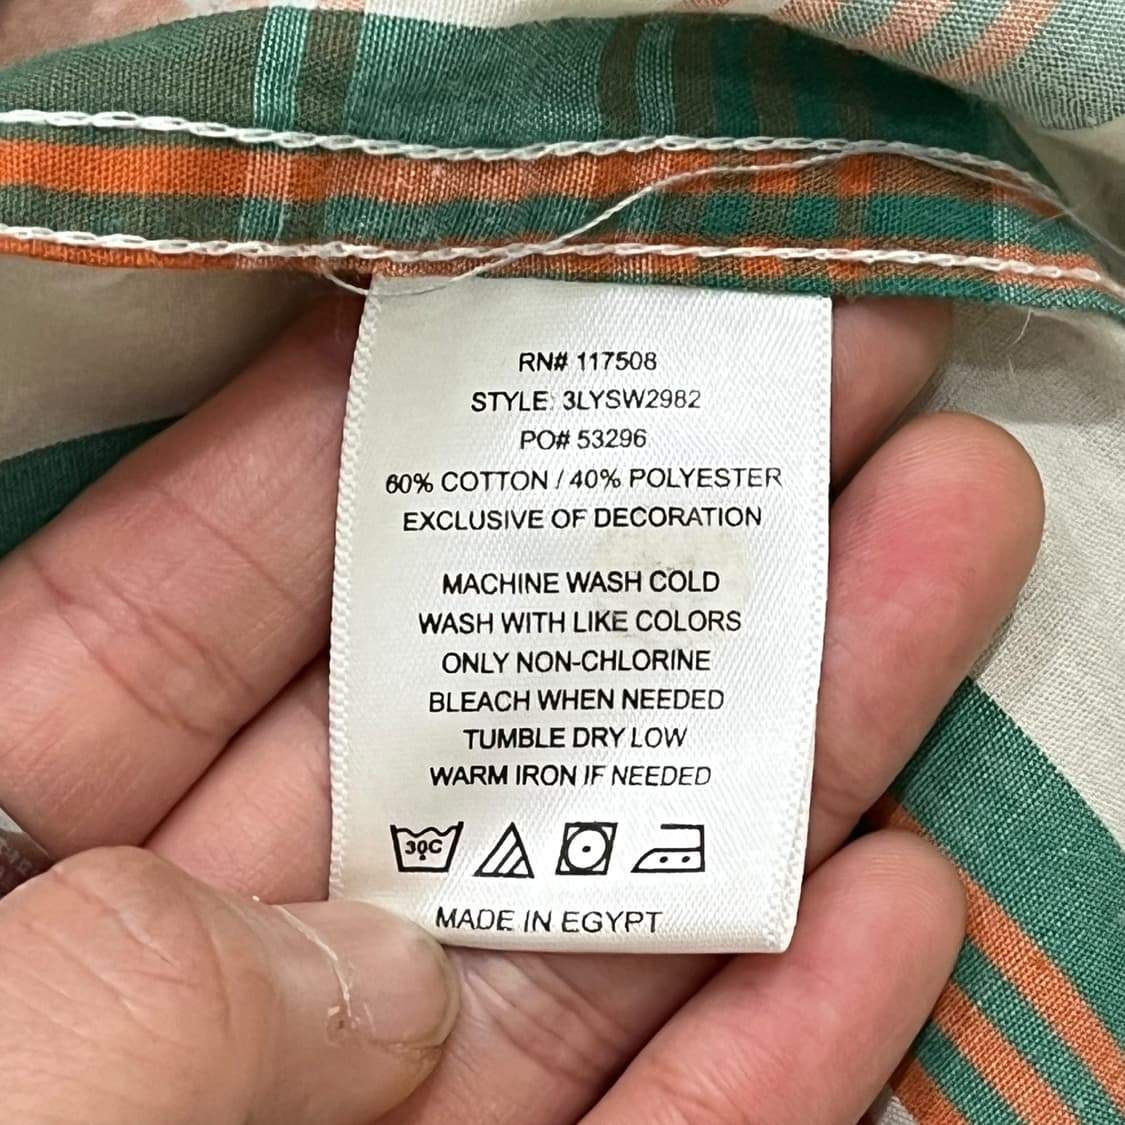 RN# 117508
STYLE: 3LYSW2982
PO# 53296
60% COTTON / 40% POLYESTER
EXCLUSIVE OF DECORATION
MACHINE WASH COLD
WASH WITH LIKE COLORS
ONLY NON-CHLORINE
BLEACH WHEN NEEDED
TUMBLE DRY LOW
WARM IRON IF NEEDED
30C
MADE IN EGYPT